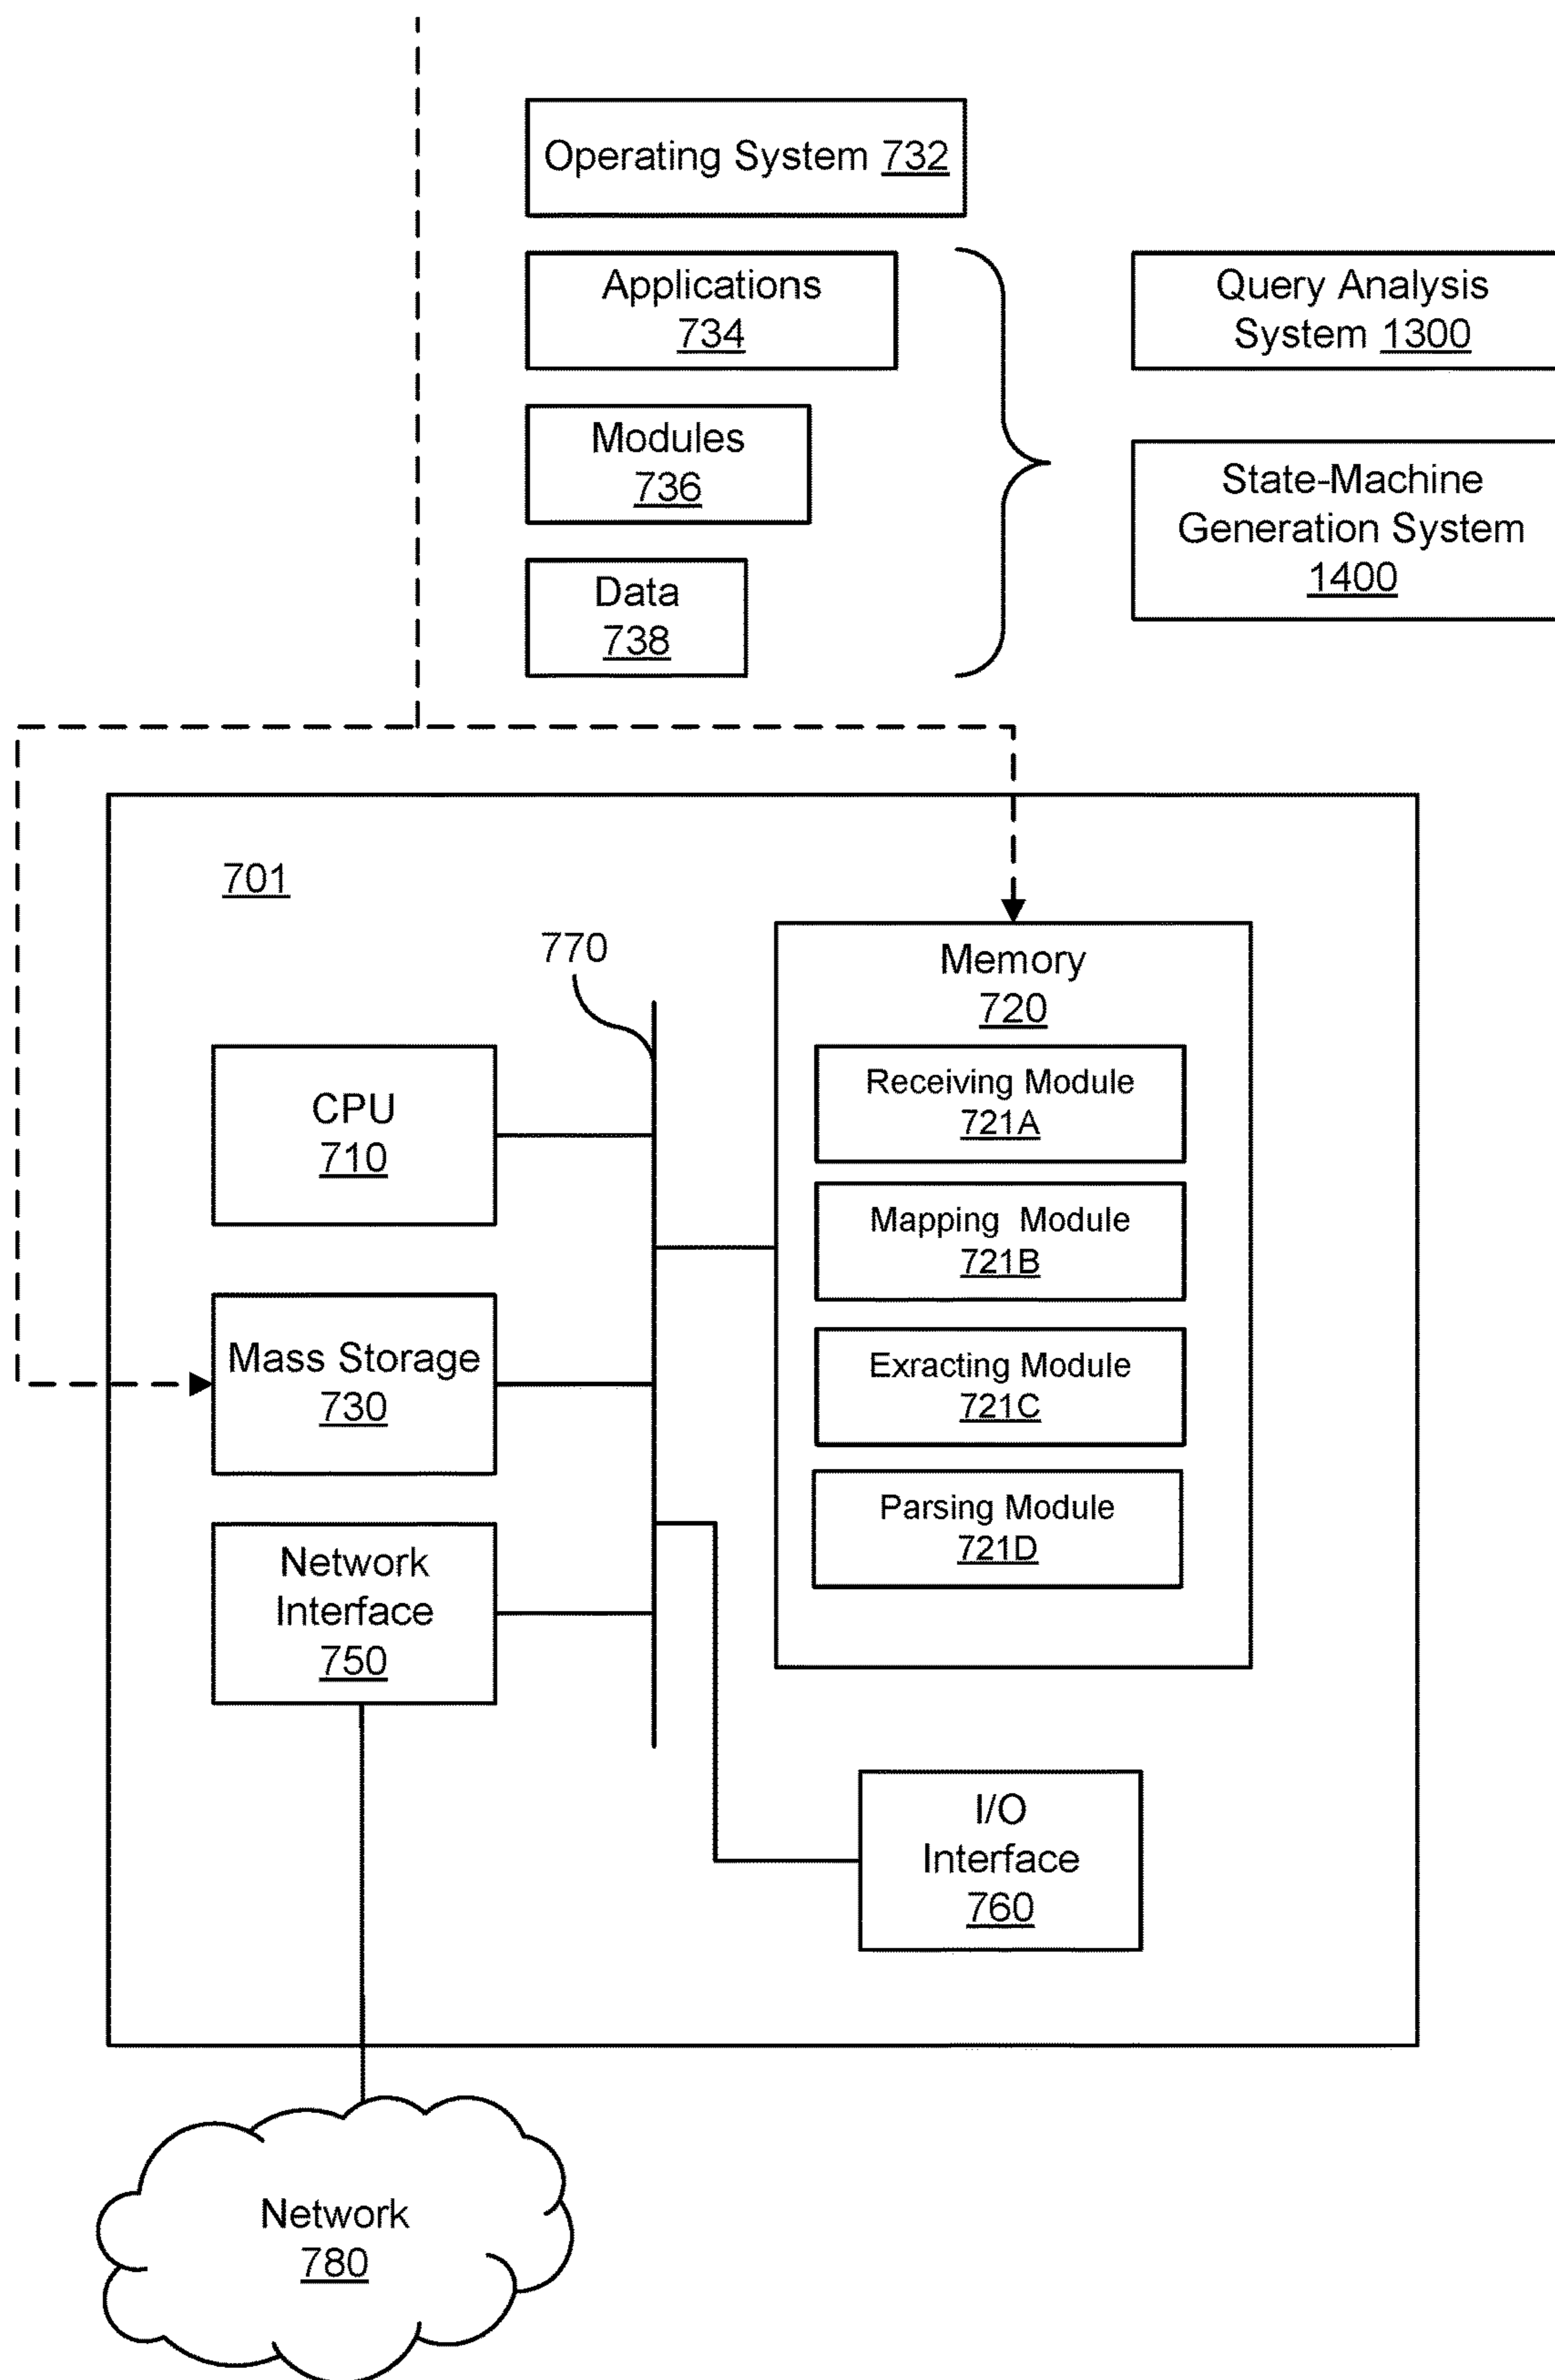 Operating System 732
Applications
734
Modules
736
Data
738
Query Analysis
System 1300
State-Machine
Generation System
1400
701
770
CPU
710
Mass Storage
730
Network
Interface
750
Memory
720
Receiving Module
721A
Mapping Module
721B
Exracting Module
721C
Parsing Module
721D
I/O
Interface
760
Network
780